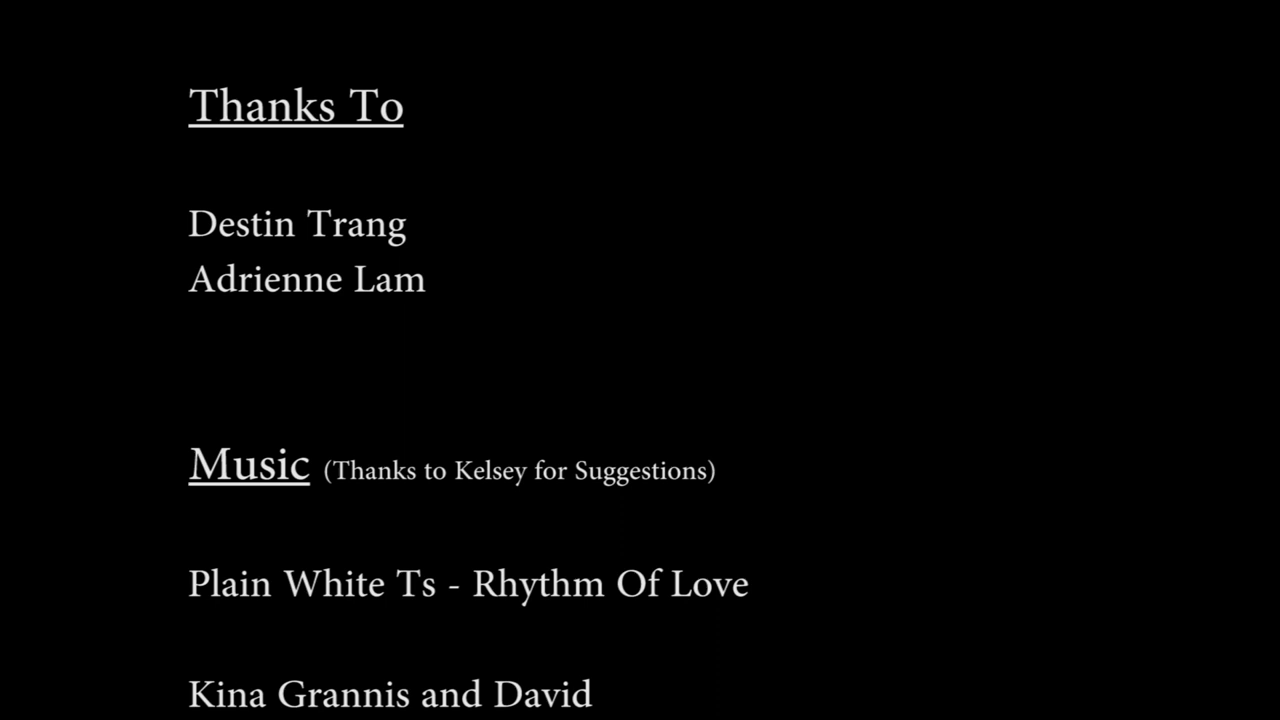 Thanks To
Destin Trang
Adrienne Lam
Music (Thanks to Kelsey for Suggestions)
Plain White Ts - Rhythm Of Love
Kina Grannis and David